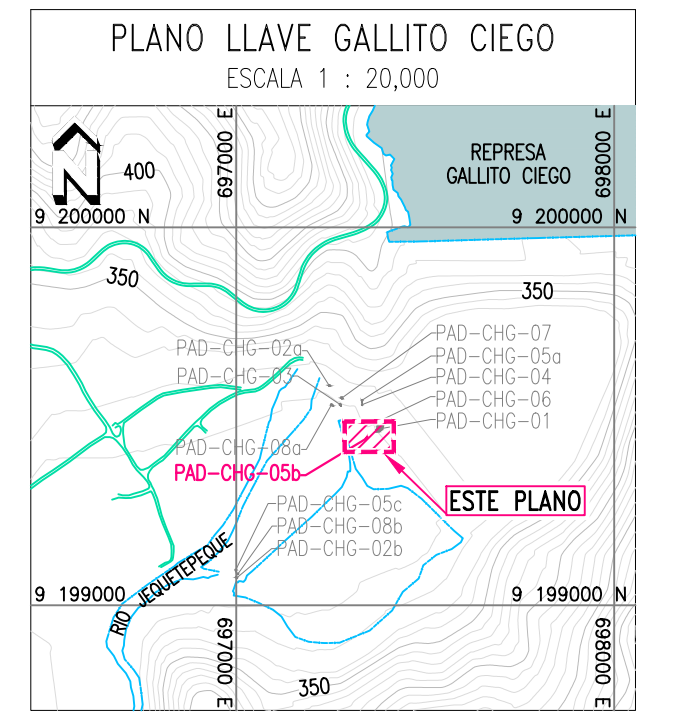 PLANO LLAVE GALLITO CIEGO
ESCALA 1 : 20,000
N
400
697000 E
REPRESA
GALLITO CIEGO
698000 E
9 200000 N
9 200000 N
350
350
PAD-CHG-07
PAD-CHG-02a
PAD-CHG-05a
PAD-CHG-03
PAD-CHG-04
PAD-CHG-06
PAD-CHG-01
PAD-CHG-08a
PAD-CHG-05b
ESTE PLANO
PAD-CHG-05c
PAD-CHG-08b
PAD-CHG-02b
RIO JEQUETEPEQUE
9 199000 N
9 199000 N
697000 E
698000 E
350